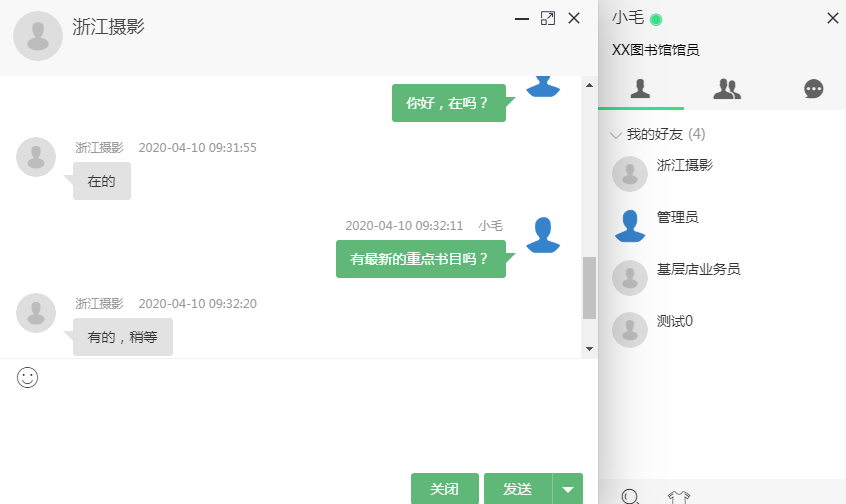 浙江摄影
你好，在吗？
浙江摄影 2020-04-10 09:31:55
在的
2020-04-10 09:32:11 小毛
有最新的重点书目吗？
浙江摄影 2020-04-10 09:32:20
有的，稍等
关闭
发送
小毛
XX图书馆馆员
我的好友 (4)
浙江摄影
管理员
基层店业务员
测试0